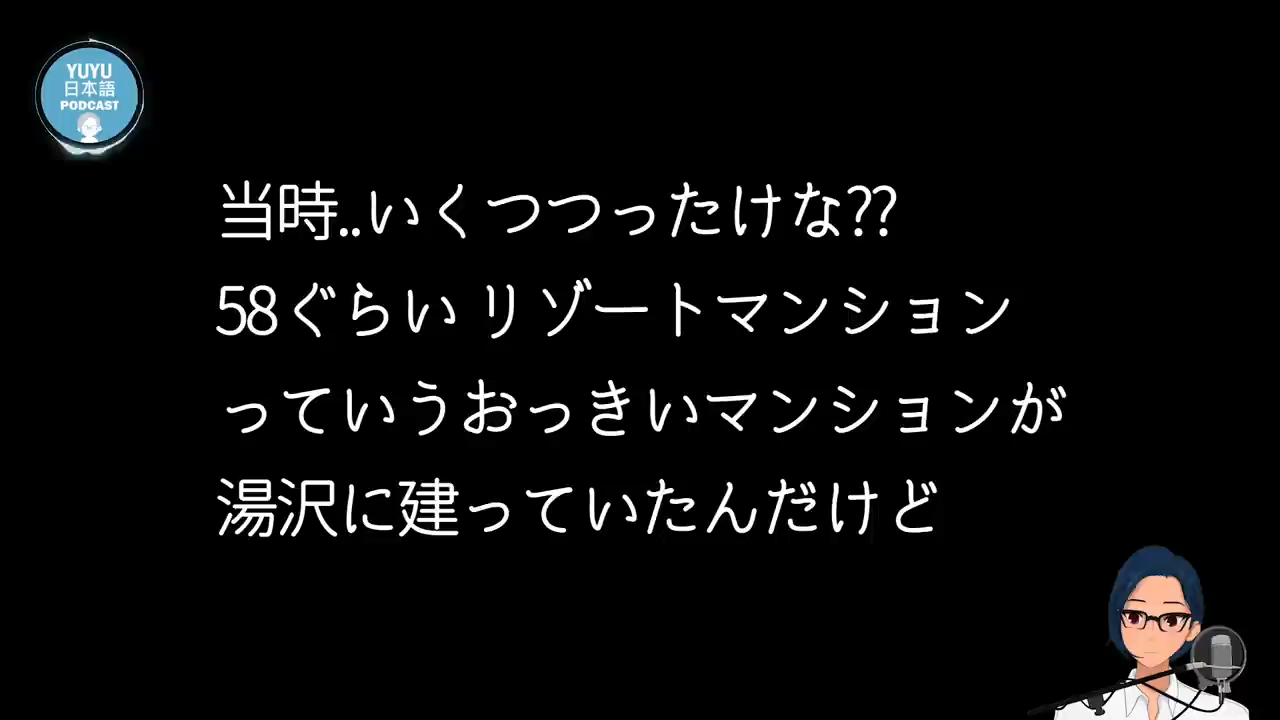 YUYU
日本語
PODCAST
当時..いくつつったけな??
58ぐらい リゾートマンション
っていうおっきいマンションが
湯沢に建っていたんだけど